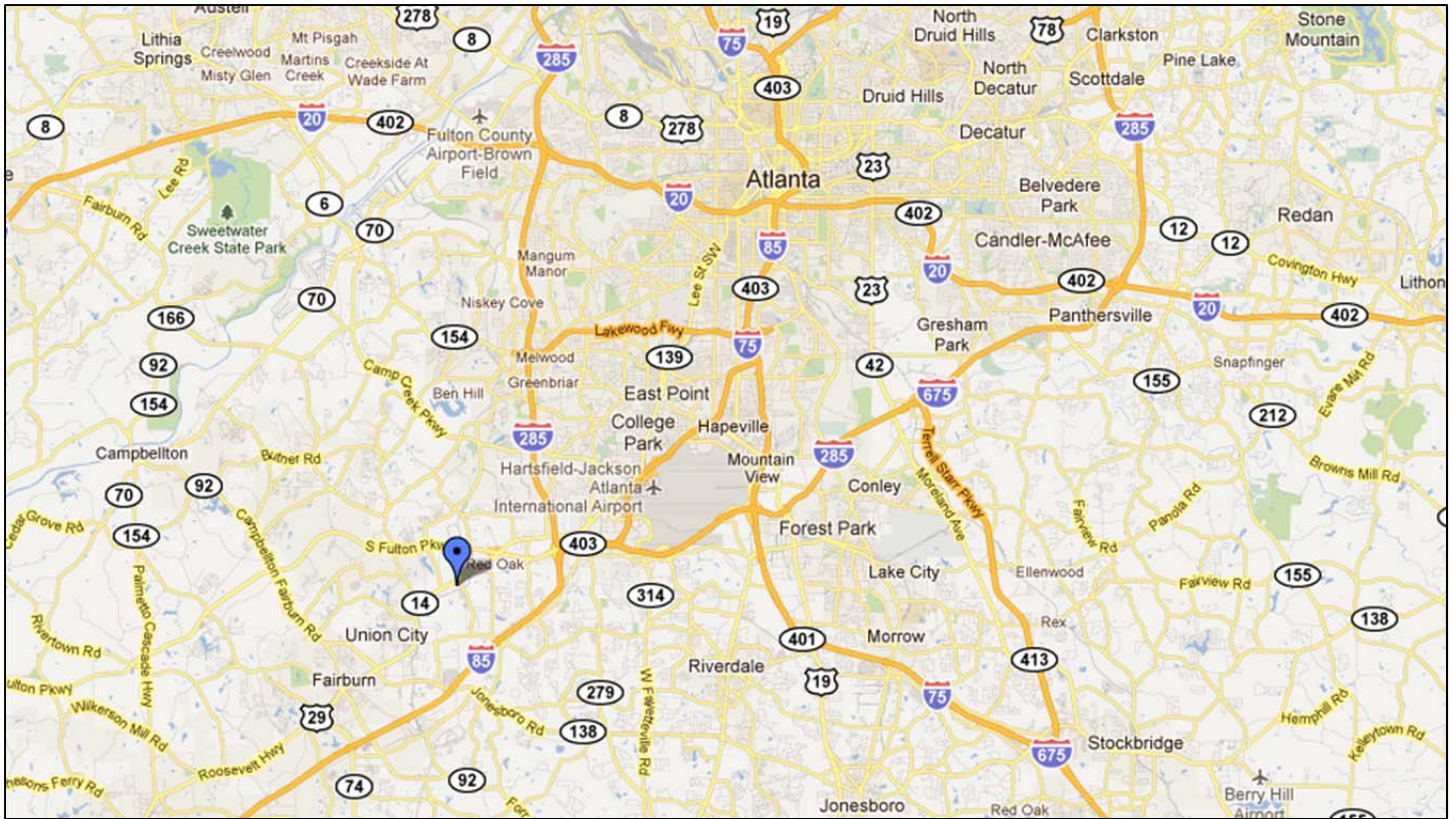 Austell
278
19
North
Druid Hills
78
Clarkston
Stone
Mountain
Lithia
Springs
Creelwood
Mt Pisgah
Misty Glen
Martins
Creek
Creekside At
Wade Farm
8
285
75
Pine Lake
Scottdale
North
Decatur
403
Druid Hills
20
402
8
8
278
Fulton County
Airport-Brown
Field
Decatur
285
23
Lee Rd
Atlanta
Belvedere
Park
20
6
Fairburn Rd
402
Redan
Sweetwater
Creek State Park
70
12
12
85
Candler-McAfee
Mangum
Manor
Lee St SW
20
Covington Hwy
402
Lithon
70
Niskey Cove
403
23
20
402
166
Panthersville
154
Lakewood Fwy
Gresham
Park
75
92
Melwood
139
42
Snapfinger
Camp Creek Pkwy
Greenbriar
155
Evans Mill Rd
154
Ben Hill
East Point
675
212
College
Park
Hapeville
285
Campbellton
Butner Rd
285
Terrell Starr Pkwy
Hartsfield-Jackson
Atlanta
International Airport
Mountain
View
Browns Mill Rd
70
92
Conley
Moreland Ave
Panola Rd
Cedar Grove Rd
154
Campbellton Fairburn Rd
Forest Park
Fairview Rd
S Fulton Pkwy
403
Red Oak
Lake City
Ellenwood
155
Fairview Rd
Palmetto Cascade Hwy
14
314
138
Rivertown Rd
Union City
401
Morrow
Rex
85
Riverdale
413
Fairburn
19
75
ulton Pkwy
279
W Fayetteville Rd
Wilkerson Mill Rd
29
Jonesboro Rd
138
Hemphill Rd
Kelleytown Rd
675
Stockbridge
Roosevelt Hwy
74
92
Jonesboro
Red Oak
Berry Hill
Airport
155